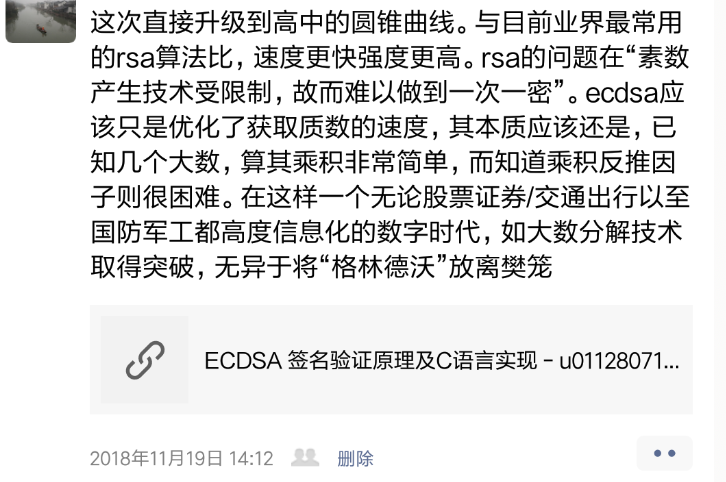 这次直接升级到高中的圆锥曲线。与目前业界最常用
的rsa算法比，速度更快强度更高。rsa的问题在“素数
产生技术受限制，故而难以做到一次一密”。ecdsa应
该只是优化了获取质数的速度，其本质应该还是，已
知几个大数，算其乘积非常简单，而知道乘积反推因
子则很困难。在这样一个无论股票证券/交通出行以至
国防军工都高度信息化的数字时代，如大数分解技术
取得突破，无异于将“格林德沃”放离樊笼
ECDSA 签名验证原理及C语言实现 - u01128071...
2018年11月19日 14:12 删除